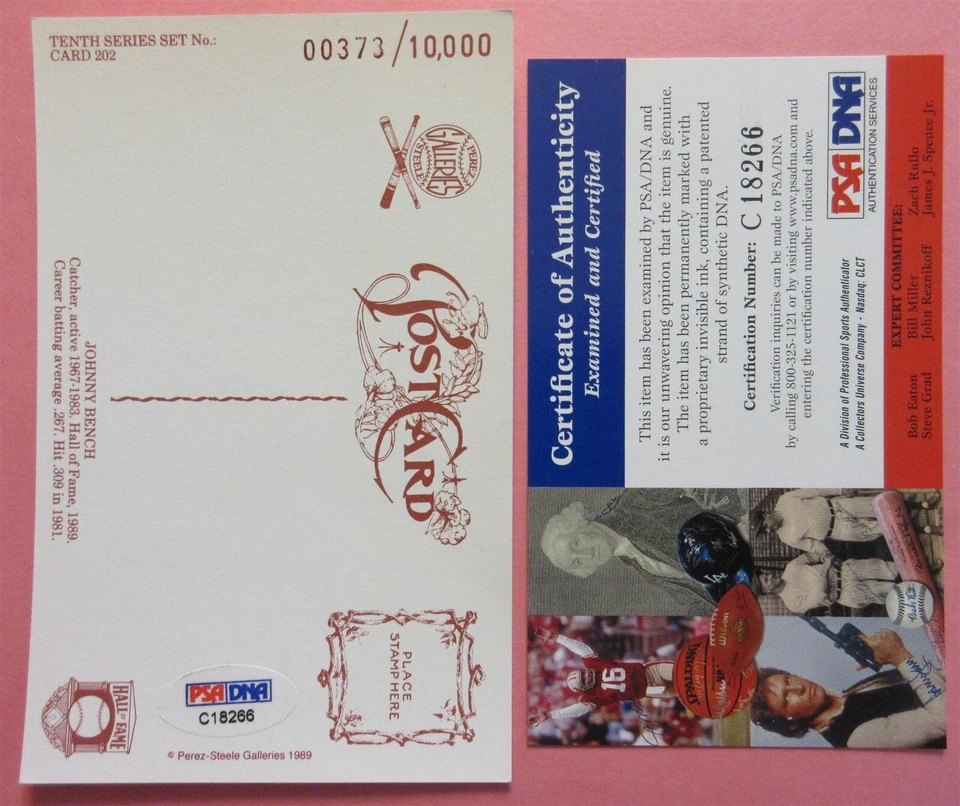 TENTH SERIES SET No.:
CARD 202
00373/10,000
PEREZ
GALLERIES
STEELE
POST CARD
JOHNNY BENCH
Catcher, active 1967-1983. Hall of Fame, 1989.
Career batting average .267. Hit .309 in 1981.
PLACE
STAMP HERE
HALL OF FAME
PSA DNA
C18266
© Perez-Steele Galleries 1989
Certificate of Authenticity
Examined and Certified
This item has been examined by PSA/DNA and
it is our unwavering opinion that the item is genuine.
The item has been permanently marked with
a proprietary invisible ink, containing a patented
strand of synthetic DNA.
Certification Number: C 18266
Verification inquiries can be made to PSA/DNA
by calling 800-325-1121 or by visiting www.psadna.com and
entering the certification number indicated above.
A Division of Professional Sports Authenticator
A Collectors Universe Company · Nasdaq: CLCT
PSA DNA
AUTHENTICATION SERVICES
EXPERT COMMITTEE:
Bob Eaton Bill Miller Zach Rullo
Steve Grad John Reznikoff James J. Spence Jr.
LA
16
Wilson
SPALDING